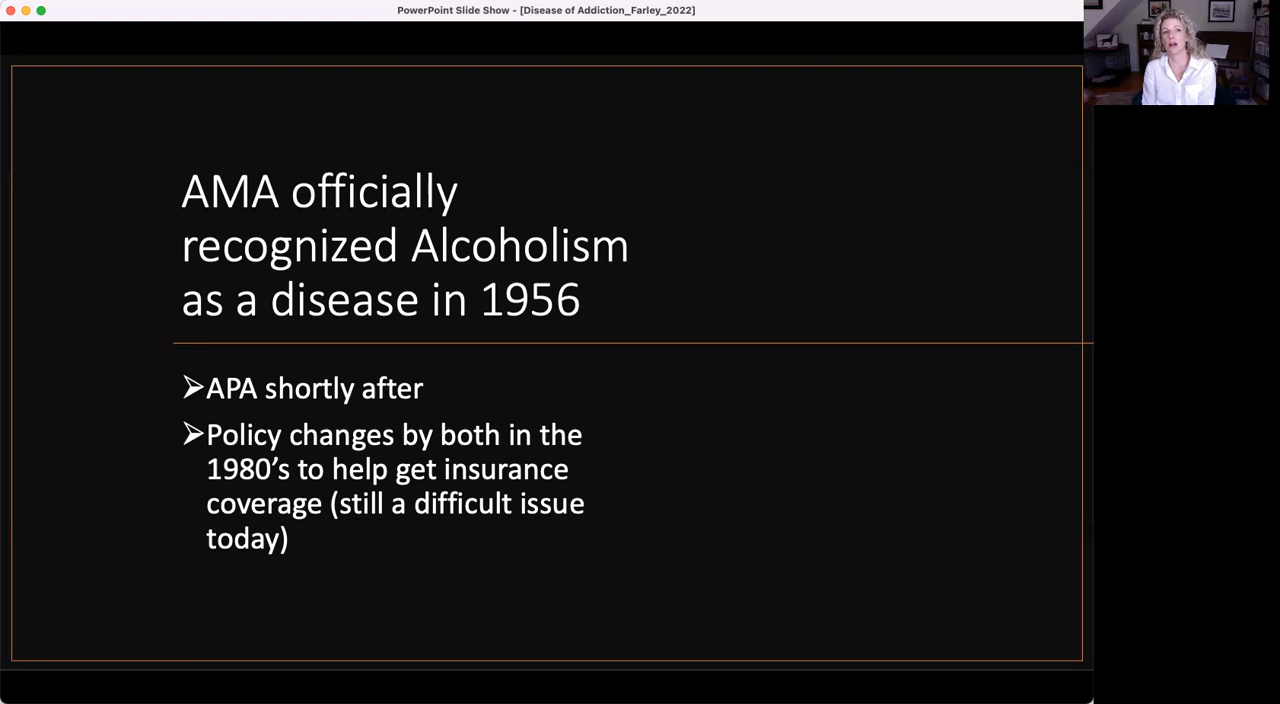 PowerPoint Slide Show - [Disease of Addiction_Farley_2022]
AMA officially
recognized Alcoholism
as a disease in 1956
➢APA shortly after
➢Policy changes by both in the
1980’s to help get insurance
coverage (still a difficult issue
today)